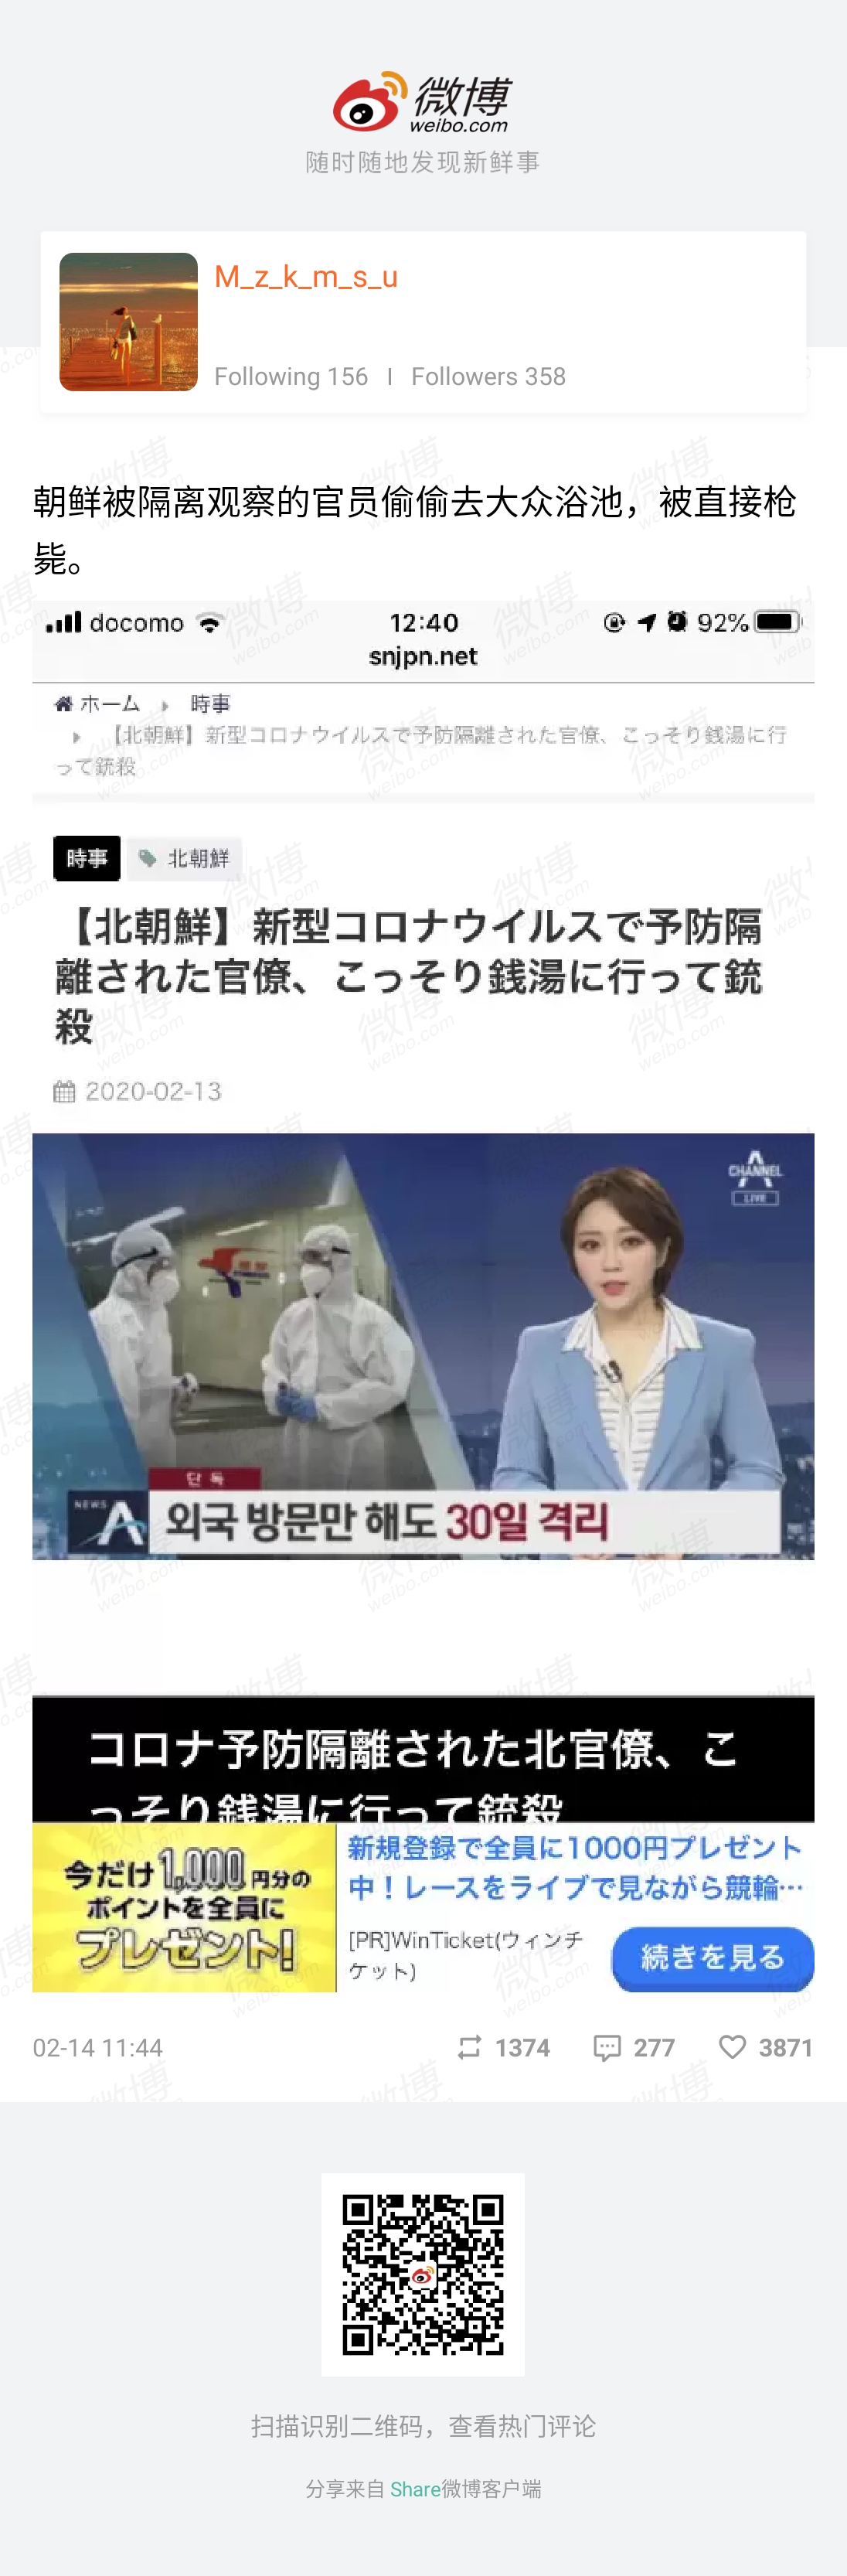 微博
weibo.com
随时随地发现新鲜事
M_z_k_m_s_u
Following 156 | Followers 358
朝鲜被隔离观察的官员偷偷去大众浴池，被直接枪
毙。
docomo 12:40 92%
snjpn.net
ホーム 時事
【北朝鮮】新型コロナウイルスで予防隔離された官僚、こっそり銭湯に行
って銃殺
時事 北朝鮮
【北朝鮮】新型コロナウイルスで予防隔
離された官僚、こっそり銭湯に行って銃
殺
2020-02-13
CHANNEL A
LIVE
단독
NEWS A
외국 방문만 해도 30일 격리
コロナ予防隔離された北官僚、こ
っそり銭湯に行って銃殺
今だけ1,000円分の
ポイントを全員に
プレゼント!
新規登録で全員に1000円プレゼント
中！レースをライブで見ながら競輪…
[PR]WinTicket(ウィンチ
ケット)
続きを見る
02-14 11:44 1374 277 3871
扫描识别二维码，查看热门评论
分享来自 Share微博客户端